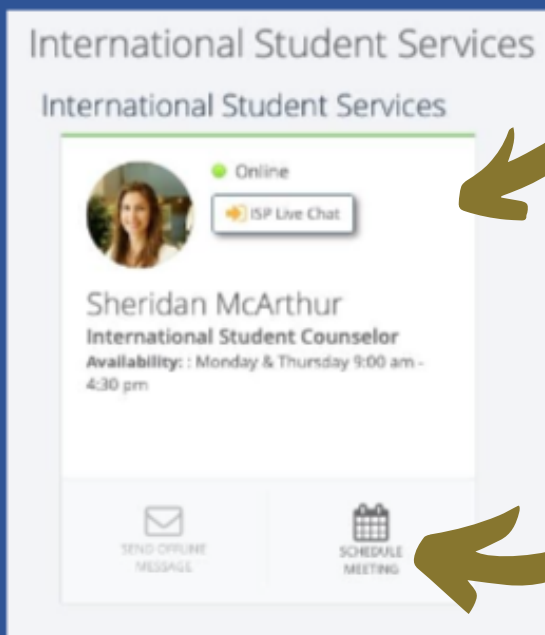 International Student Services
International Student Services
Online
ISP Live Chat
Sheridan McArthur
International Student Counselor
Availability: : Monday & Thursday 9:00 am -
4:30 pm
SEND OFFLINE
MESSAGE
SCHEDULE
MEETING